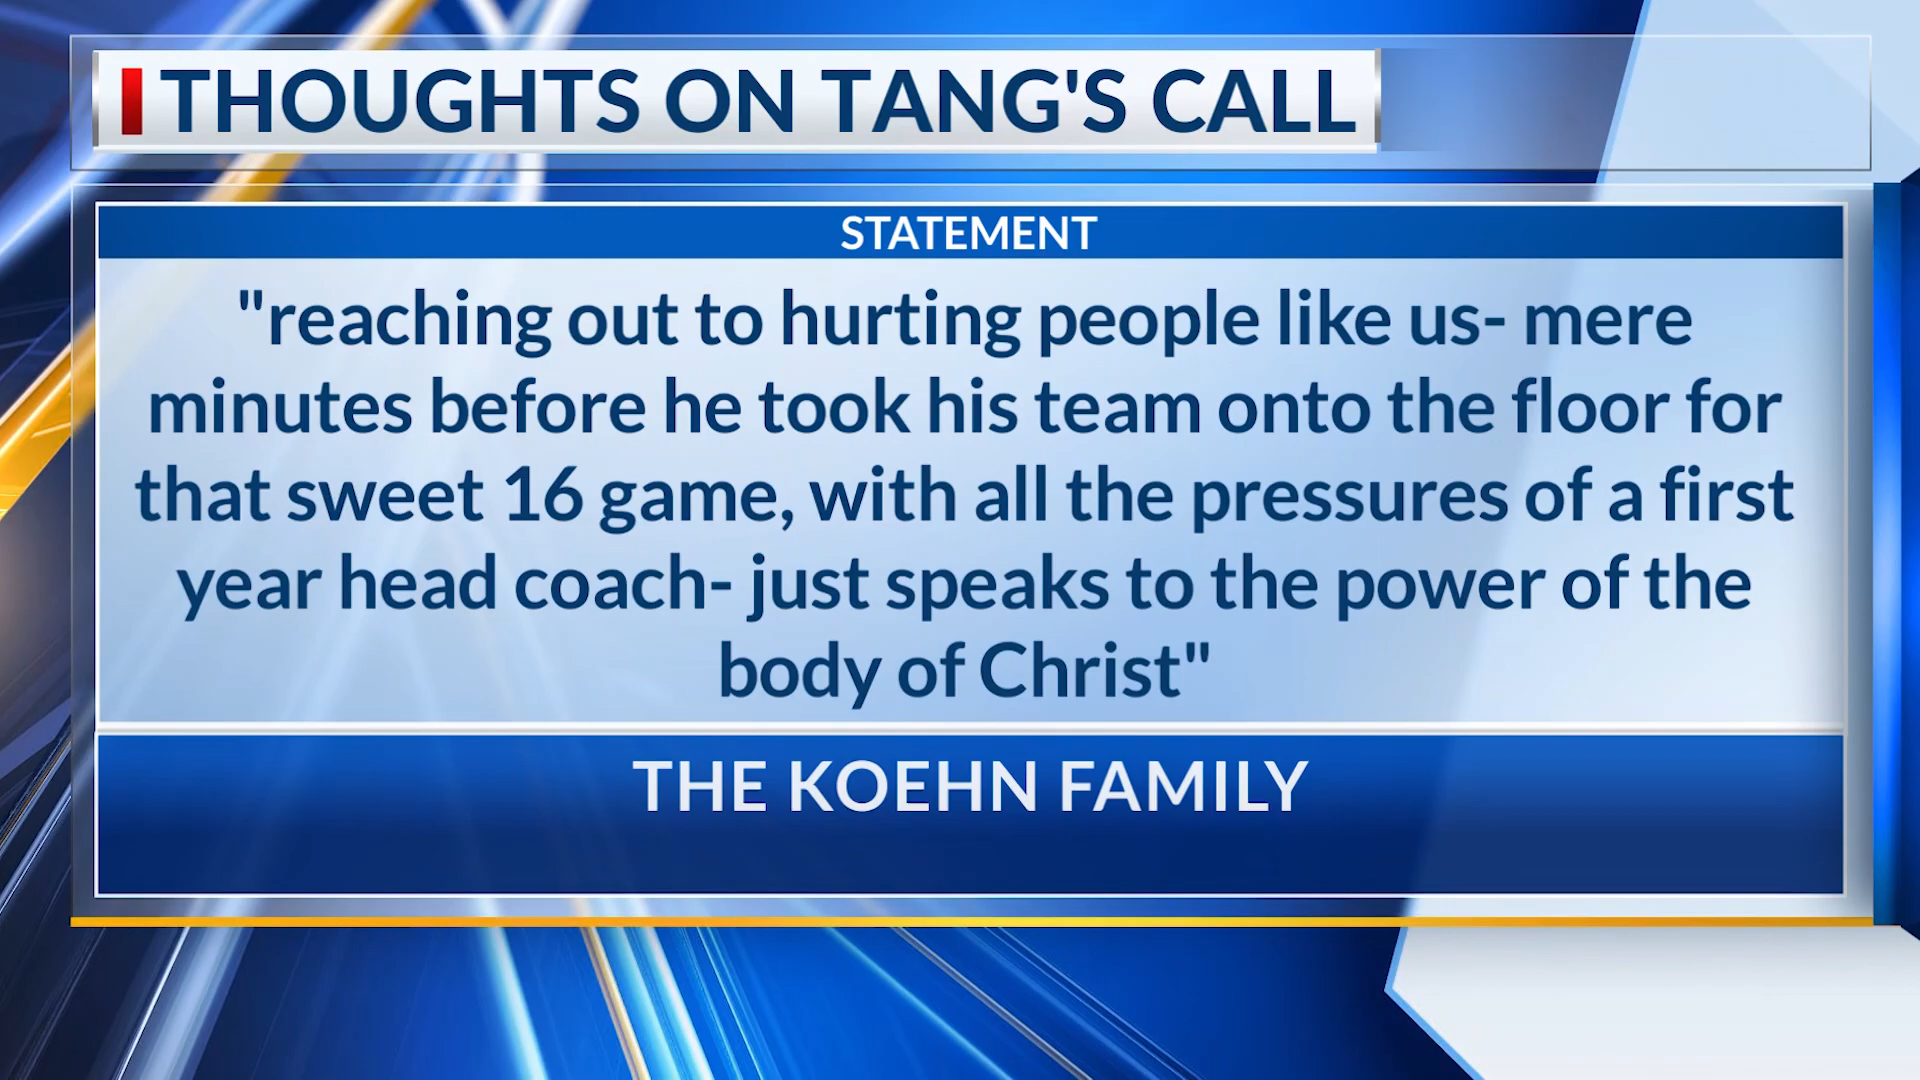 THOUGHTS ON TANG'S CALL
STATEMENT
"reaching out to hurting people like us- mere
minutes before he took his team onto the floor for
that sweet 16 game, with all the pressures of a first
year head coach- just speaks to the power of the
body of Christ"
THE KOEHN FAMILY